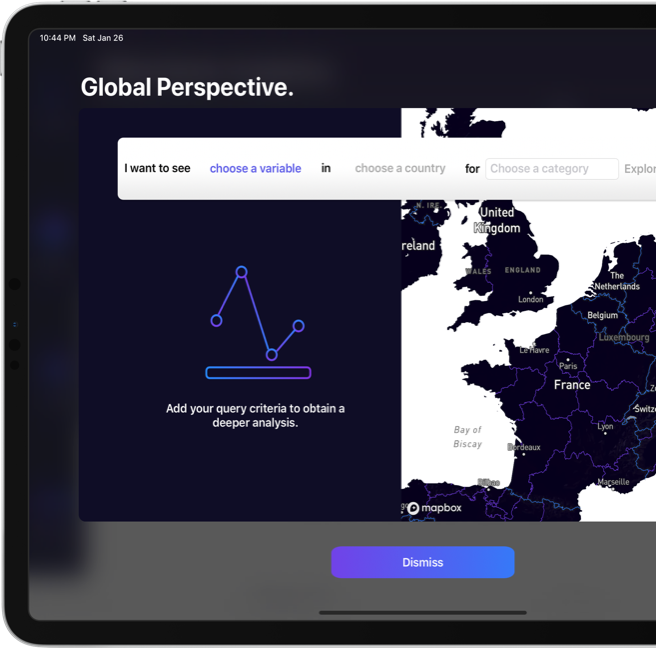 10:44 PM Sat Jan 26
Global Perspective.
I want to see choose a variable in choose a country for Choose a category Explor
N. IRE.
United
Kingdom
reland
WALES ENGLAND
London
The
Netherlands
Belgium
Luxembourg
Le Havre
Paris
France
Switz
Lyon
Bay of
Biscay
Bordeaux
Bilbao
Marseille
mapbox
Add your query criteria to obtain a
deeper analysis.
Dismiss